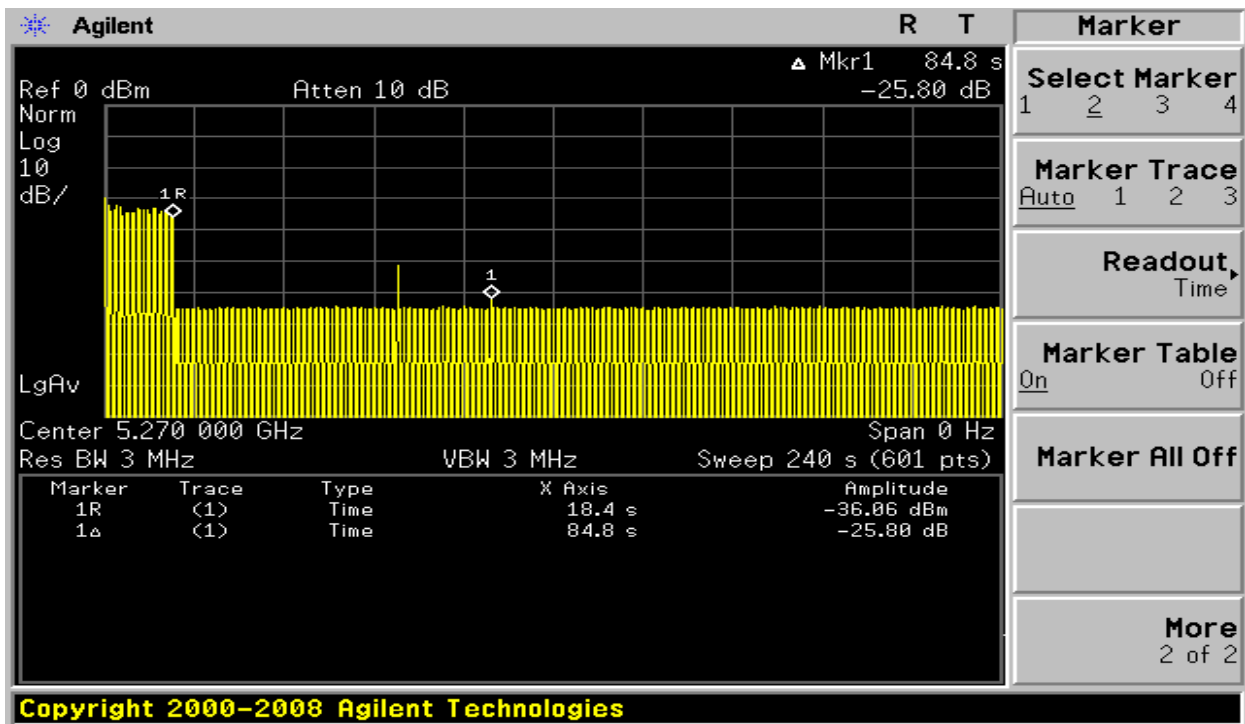 Agilent R T
Marker
Δ Mkr1 84.8 s
Ref 0 dBm Atten 10 dB -25.80 dB
Norm
Log
10
dB/
1R
1
LgAv
Center 5.270 000 GHz Span 0 Hz
Res BW 3 MHz VBW 3 MHz Sweep 240 s (601 pts)
Marker Trace Type X Axis Amplitude
1R (1) Time 18.4 s -36.06 dBm
1Δ (1) Time 84.8 s -25.80 dB
Select Marker
1 2 3 4
Marker Trace
Auto 1 2 3
Readout
Time
Marker Table
On Off
Marker All Off
More
2 of 2
Copyright 2000-2008 Agilent Technologies